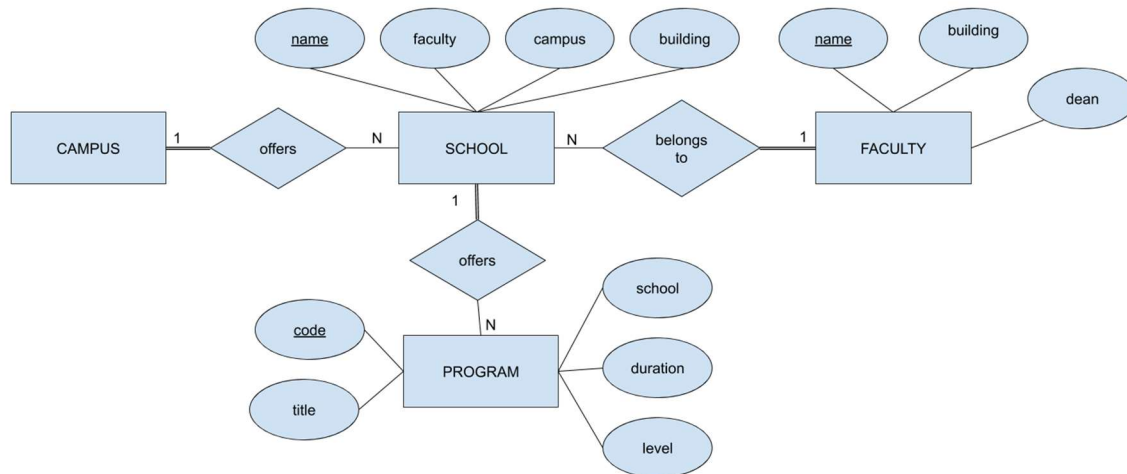 name
faculty
campus
building
name
building
dean
CAMPUS
1
offers
N
SCHOOL
N
belongs
to
1
FACULTY
1
offers
N
school
code
PROGRAM
duration
title
level